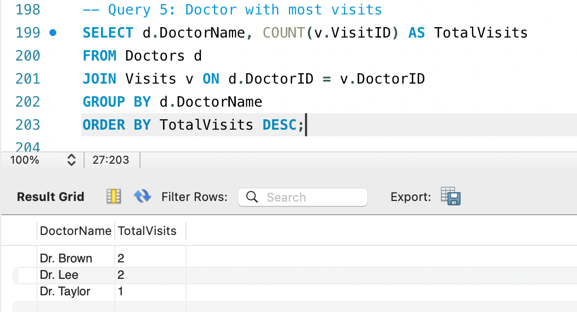 198 -- Query 5: Doctor with most visits
199 SELECT d.DoctorName, COUNT(v.VisitID) AS TotalVisits
200 FROM Doctors d
201 JOIN Visits v ON d.DoctorID = v.DoctorID
202 GROUP BY d.DoctorName
203 ORDER BY TotalVisits DESC;
204
100% 27:203
Result Grid Filter Rows: Search Export:
DoctorName TotalVisits
Dr. Brown 2
Dr. Lee 2
Dr. Taylor 1